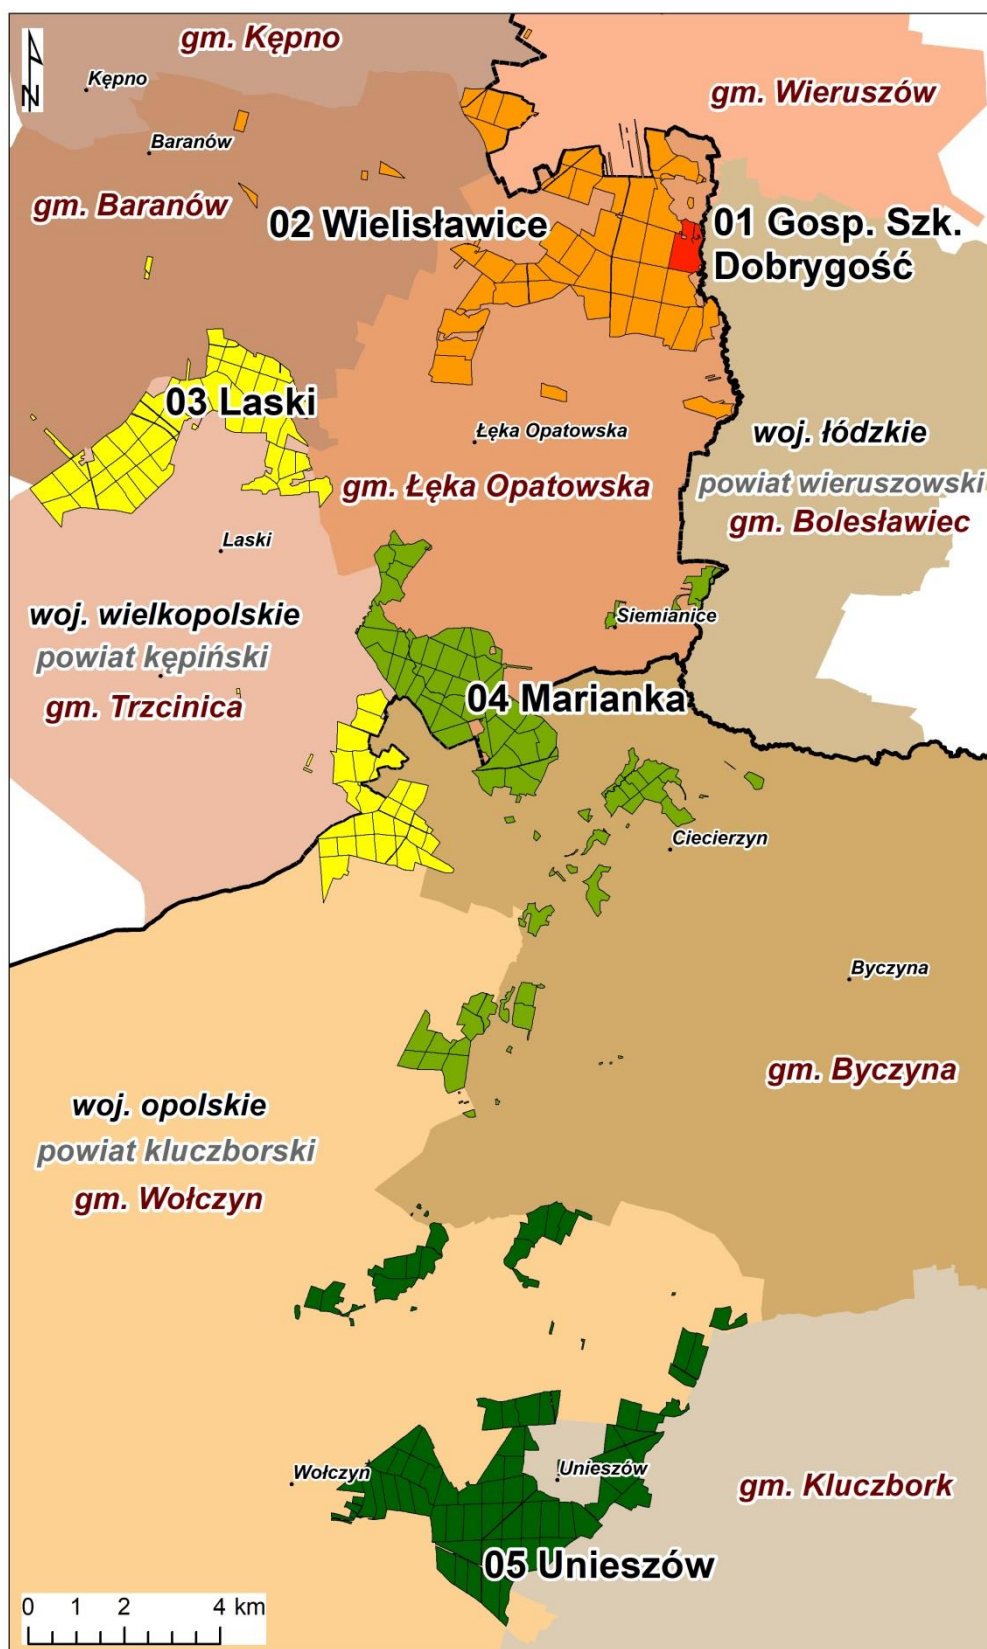 gm. Kępno
Kępno
gm. Wieruszów
Baranów
gm. Baranów
02 Wielisławice
01 Gosp. Szk.
Dobrygość
03 Laski
Łęka Opatowska
woj. łódzkie
gm. Łęka Opatowska
powiat wieruszowski
gm. Bolesławiec
Laski
woj. wielkopolskie
Siemianice
powiat kępiński
04 Marianka
gm. Trzcinica
Ciecierzyn
Byczyna
gm. Byczyna
woj. opolskie
powiat kluczborski
gm. Wołczyn
Wołczyn
Unieszów
gm. Kluczbork
05 Unieszów
0 1 2 4 km